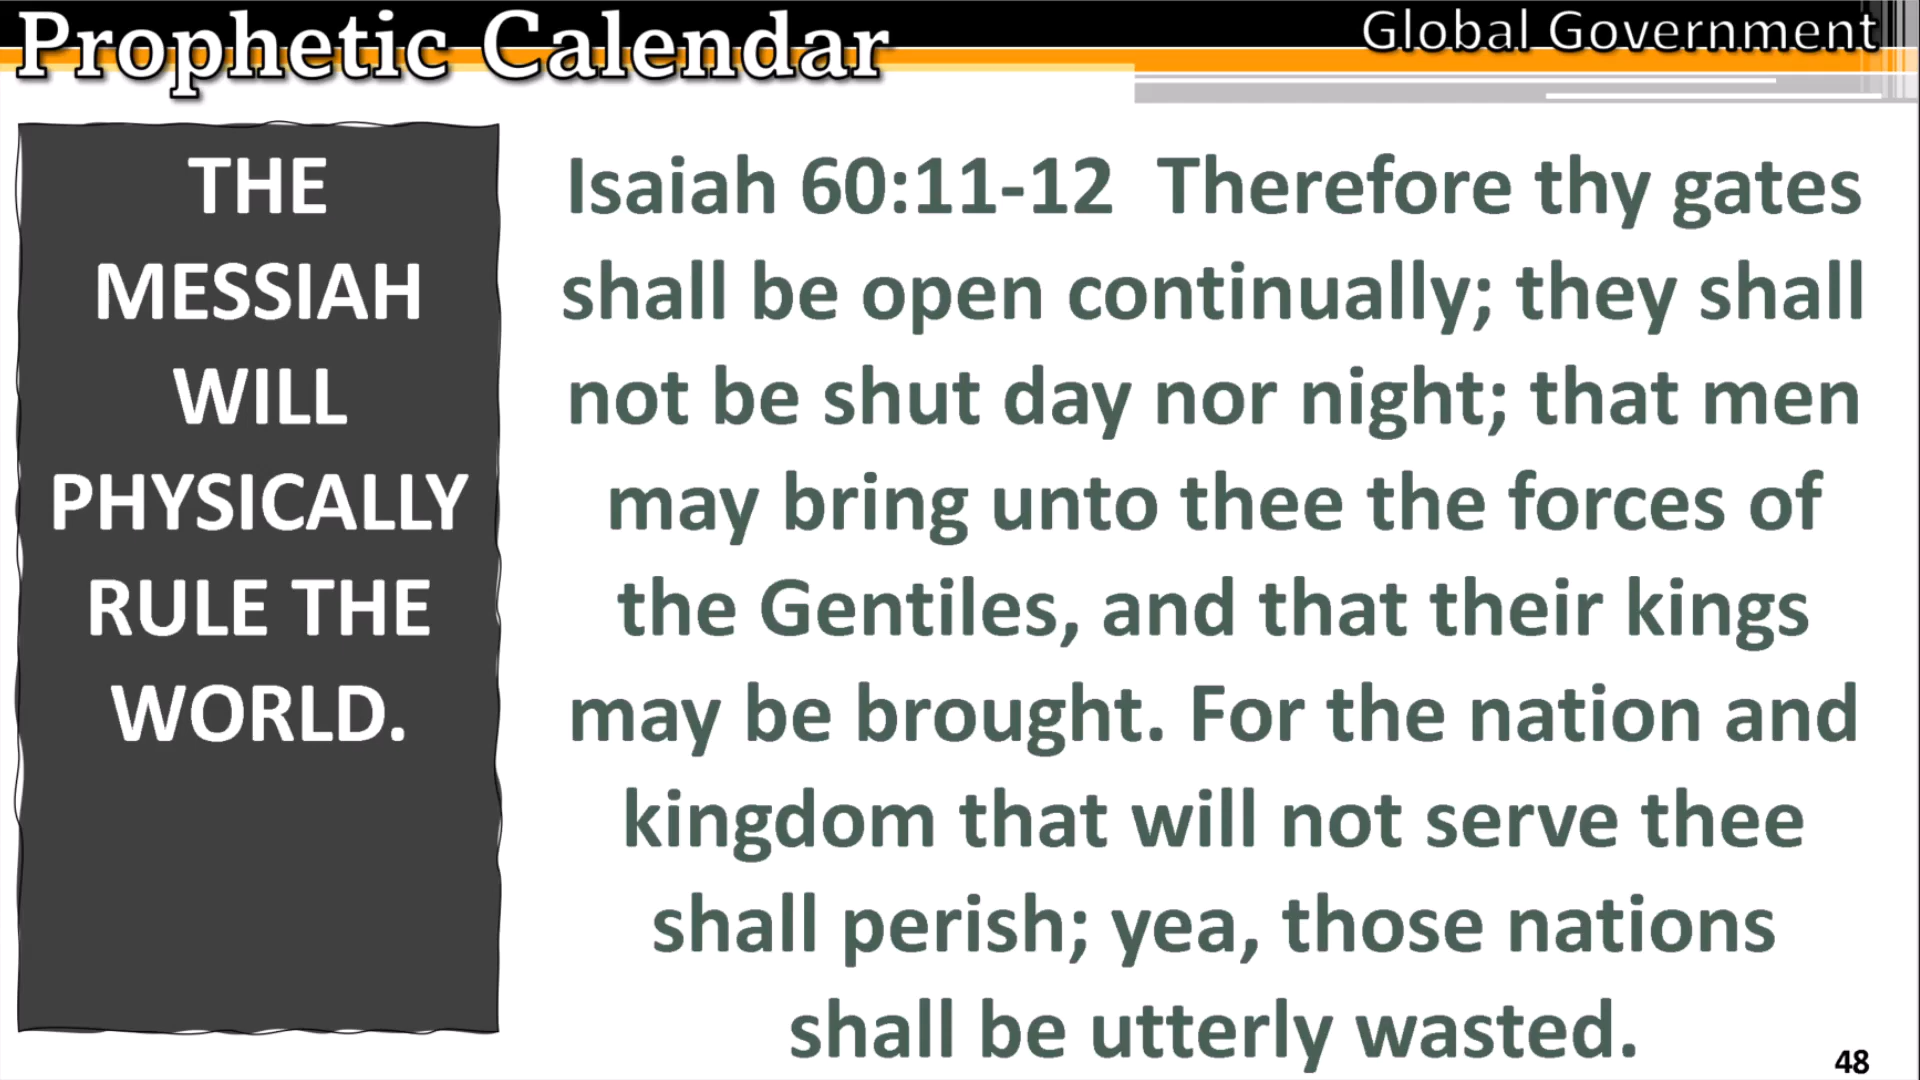 Prophetic Calendar
Global Government
THE
MESSIAH
WILL
PHYSICALLY
RULE THE
WORLD.
Isaiah 60:11-12  Therefore thy gates
shall be open continually; they shall
not be shut day nor night; that men
may bring unto thee the forces of
the Gentiles, and that their kings
may be brought. For the nation and
kingdom that will not serve thee
shall perish; yea, those nations
shall be utterly wasted.
48